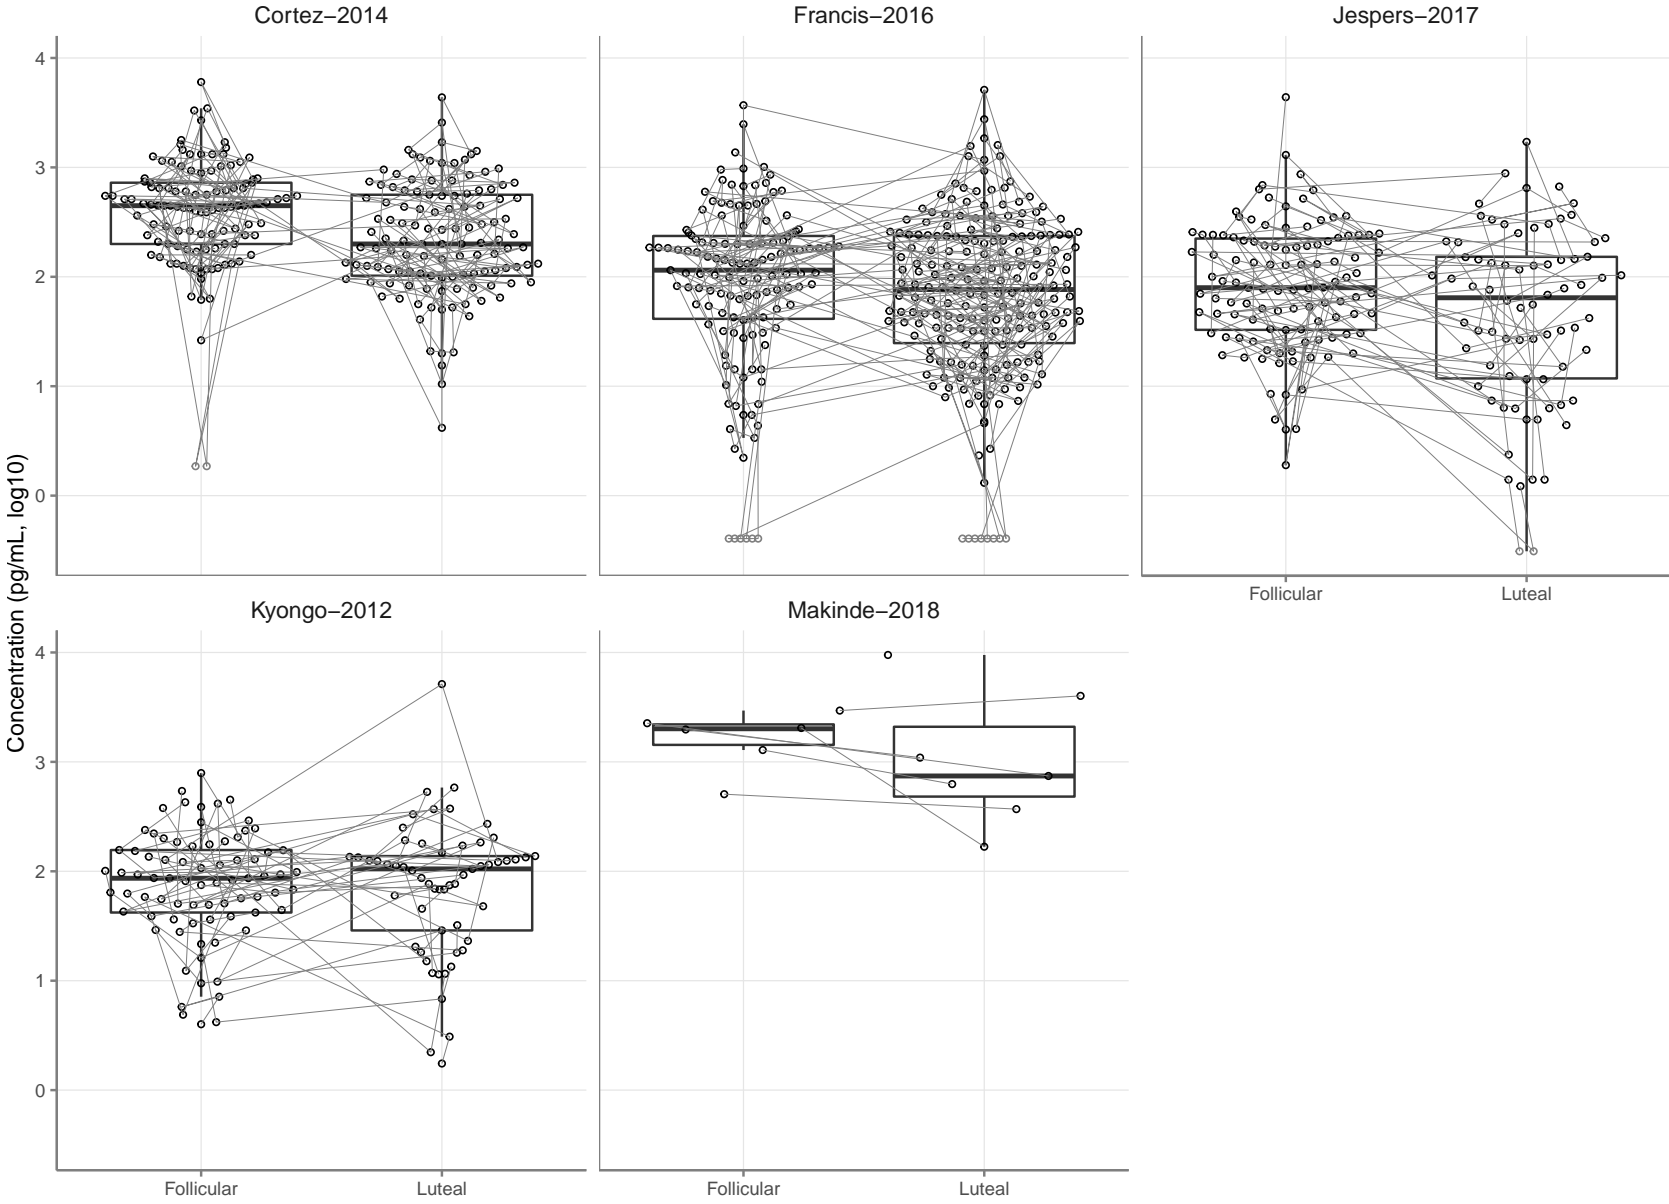 Cortez−2014
Francis−2016
Jespers−2017
4
3
2
1
0
Follicular
Luteal
Concentration (pg/mL, log10)
Kyongo−2012
Makinde−2018
4
3
2
1
0
Follicular
Luteal
Follicular
Luteal